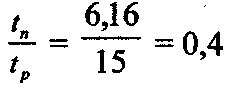 tₙ/tₚ = 6,16/15 = 0,4